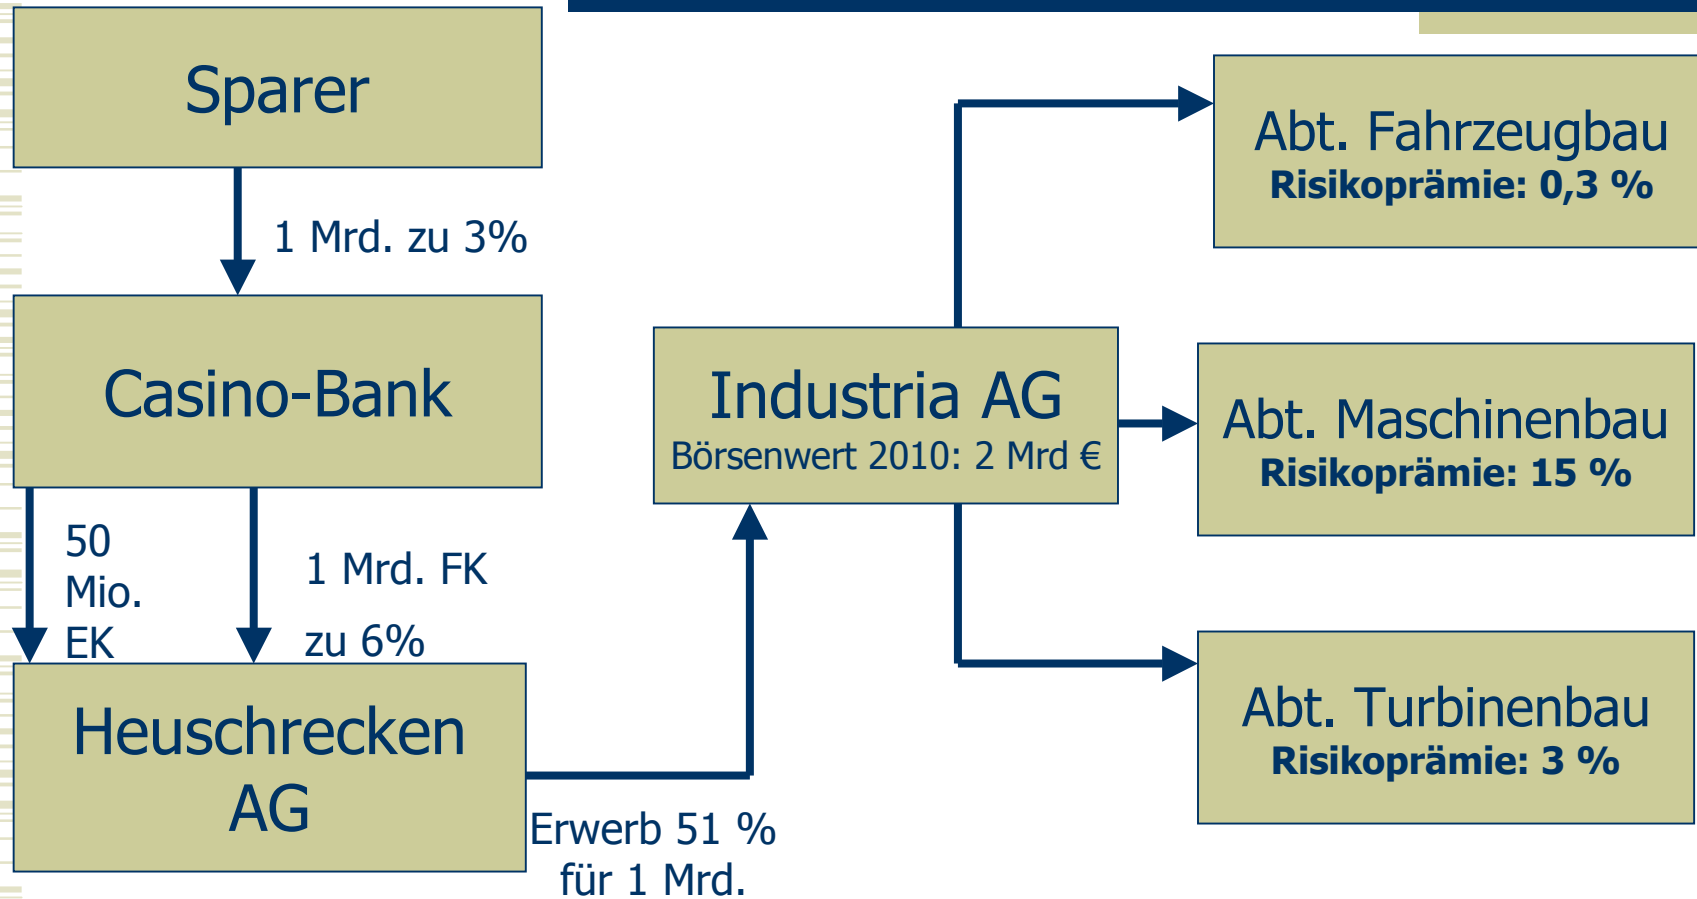 Sparer
1 Mrd. zu 3%
Casino-Bank
50
Mio.
EK
1 Mrd. FK
zu 6%
Heuschrecken
AG
Erwerb 51 %
für 1 Mrd.
Industria AG
Börsenwert 2010: 2 Mrd €
Abt. Fahrzeugbau
Risikoprämie: 0,3 %
Abt. Maschinenbau
Risikoprämie: 15 %
Abt. Turbinenbau
Risikoprämie: 3 %